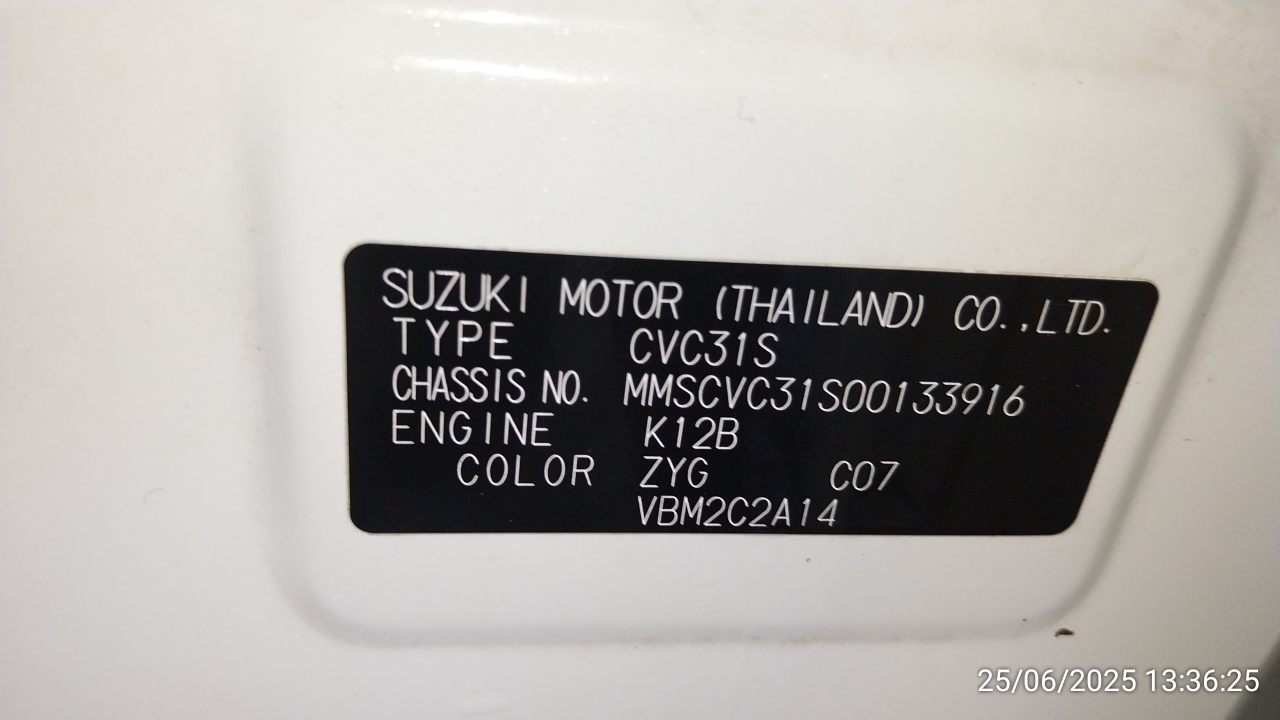 SUZUKI MOTOR (THAILAND) CO.,LTD.
TYPE CVC31S
CHASSIS NO. MMSCVC31S00133916
ENGINE K12B
COLOR ZYG C07
VBM2C2A14
25/06/2025 13:36:25